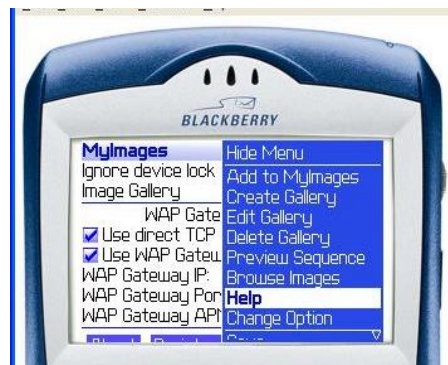 BLACKBERRY
MyImages
Ignore device lock
Image Gallery
WAP Gate
Use direct TCP
Use WAP Gatew
WAP Gateway IP:
WAP Gateway Por
WAP Gateway APN
Hide Menu
Add to MyImages
Create Gallery
Edit Gallery
Delete Gallery
Preview Sequence
Browse Images
Help
Change Option